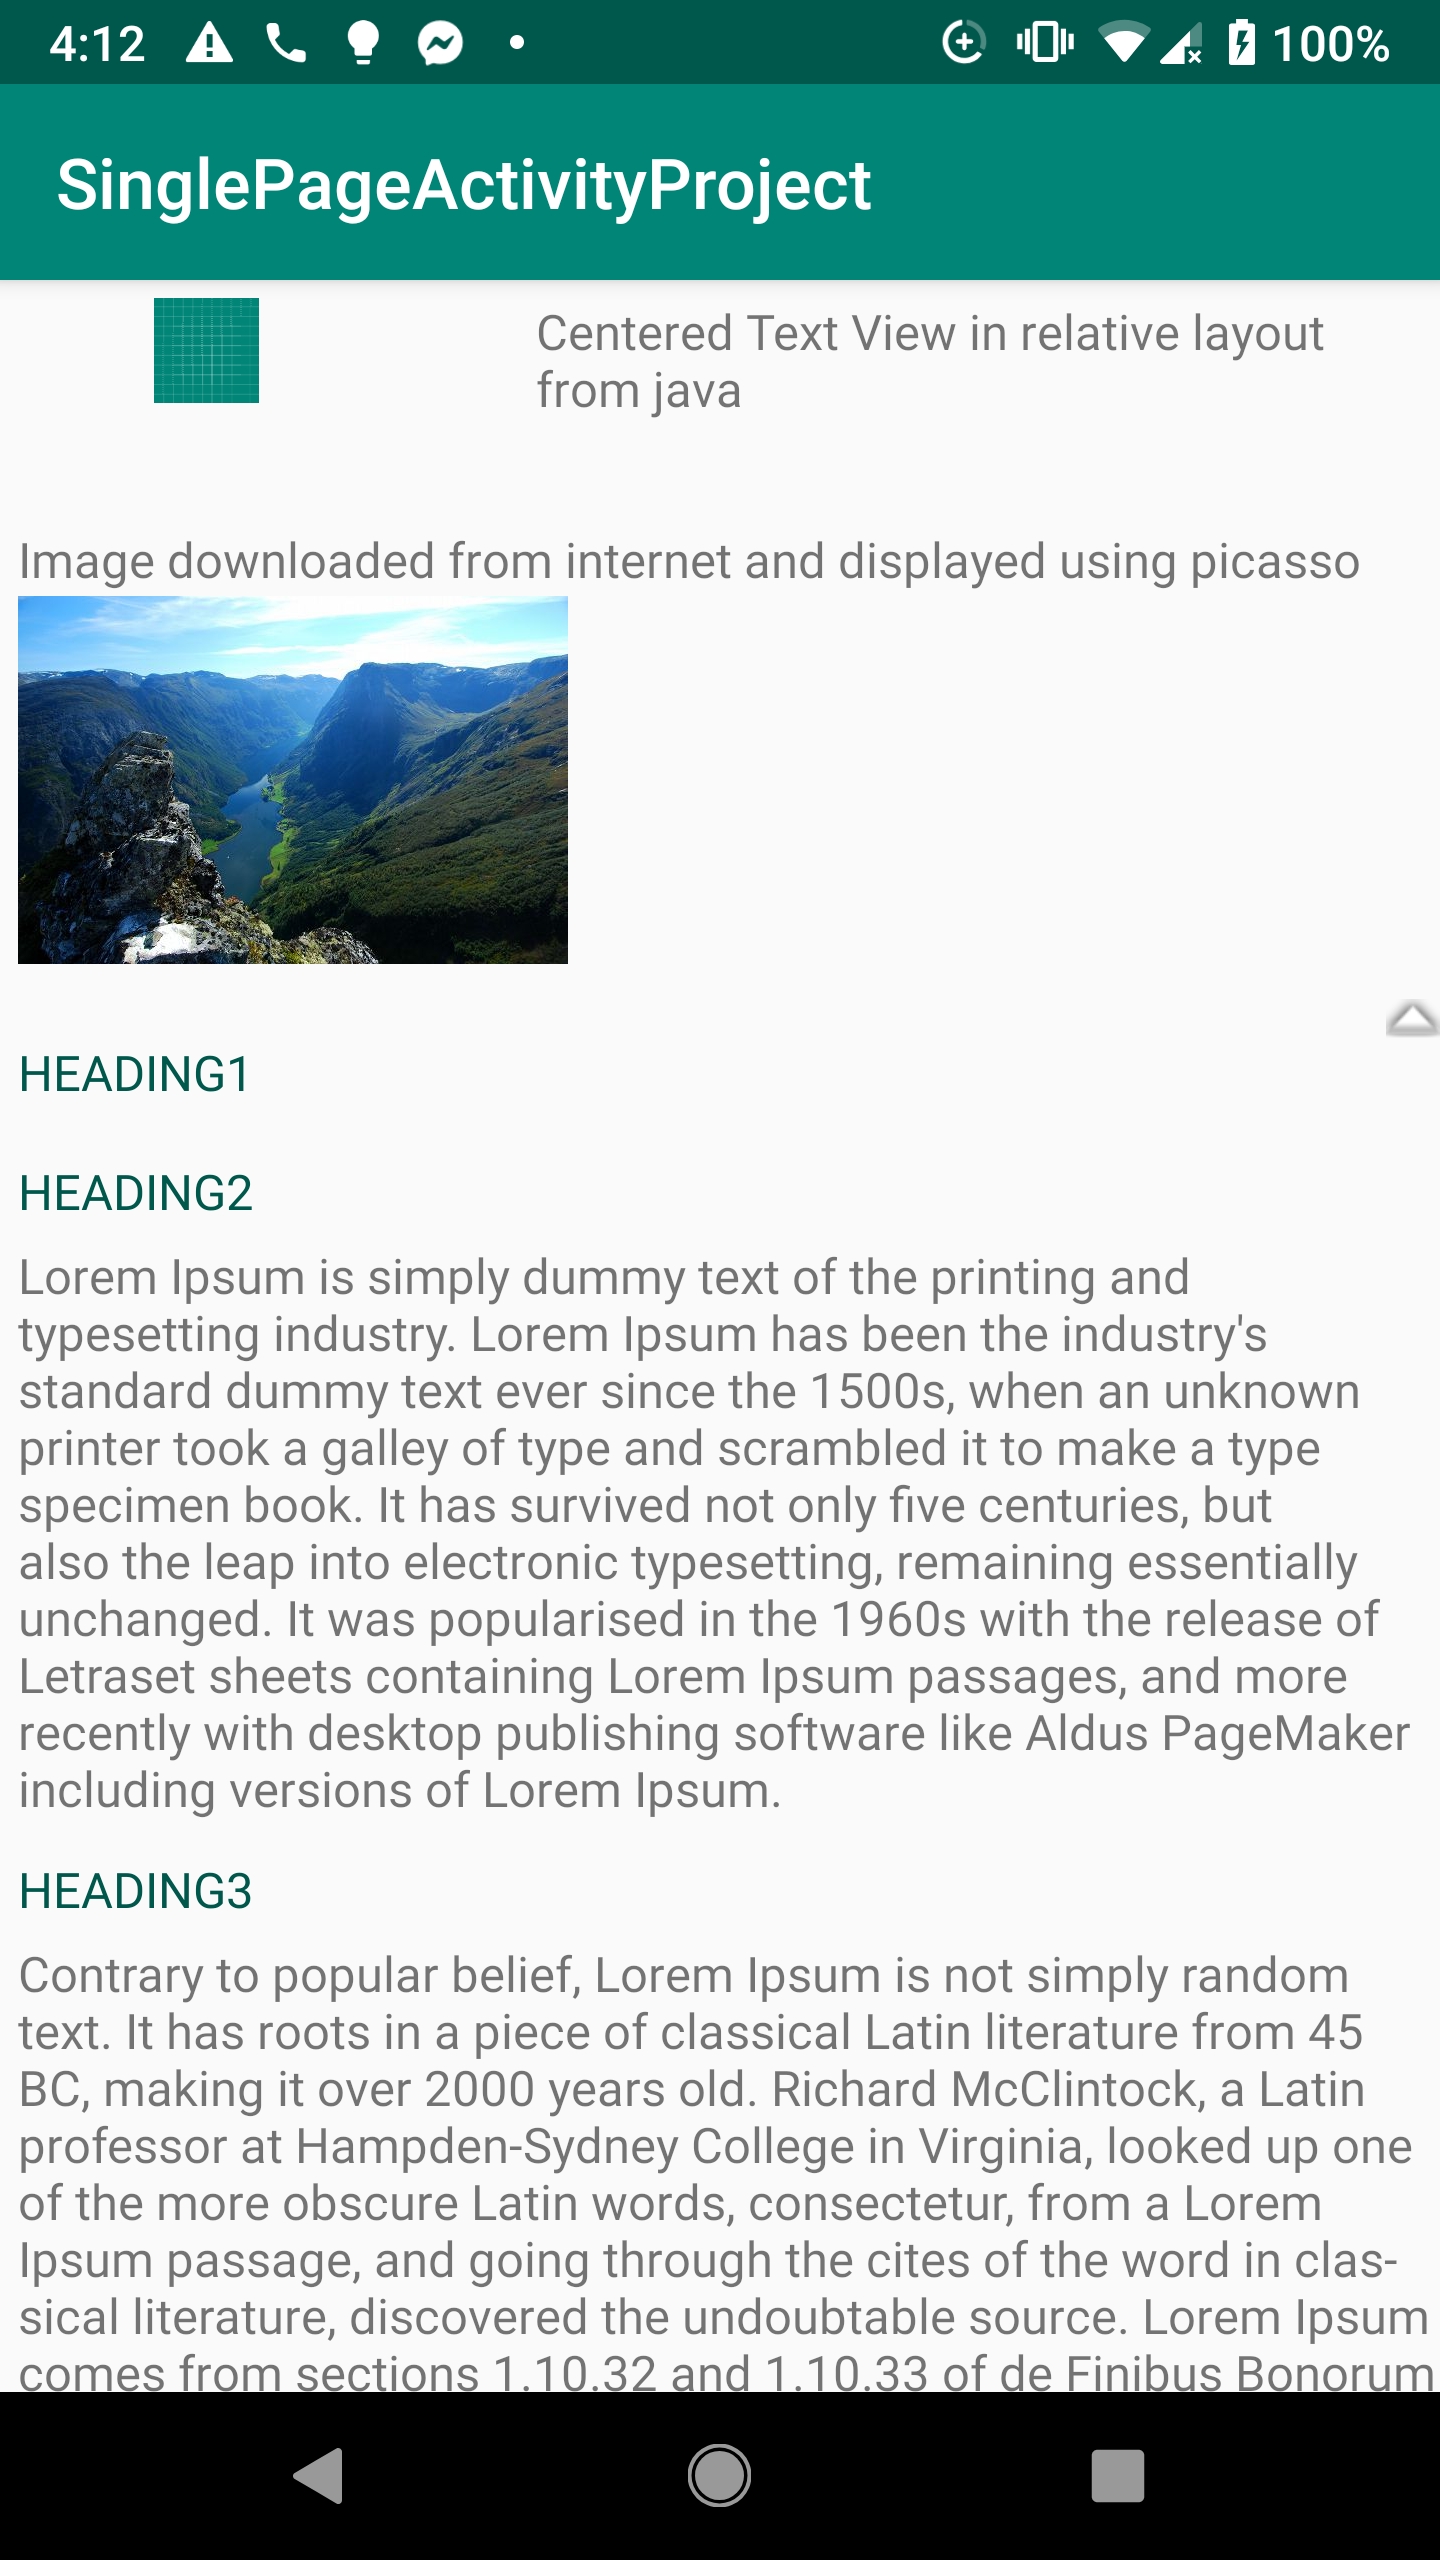 4:12 100%
SinglePageActivityProject
Centered Text View in relative layout
from java
Image downloaded from internet and displayed using picasso
HEADING1
HEADING2
Lorem Ipsum is simply dummy text of the printing and
typesetting industry. Lorem Ipsum has been the industry's
standard dummy text ever since the 1500s, when an unknown
printer took a galley of type and scrambled it to make a type
specimen book. It has survived not only five centuries, but
also the leap into electronic typesetting, remaining essentially
unchanged. It was popularised in the 1960s with the release of
Letraset sheets containing Lorem Ipsum passages, and more
recently with desktop publishing software like Aldus PageMaker
including versions of Lorem Ipsum.
HEADING3
Contrary to popular belief, Lorem Ipsum is not simply random
text. It has roots in a piece of classical Latin literature from 45
BC, making it over 2000 years old. Richard McClintock, a Latin
professor at Hampden-Sydney College in Virginia, looked up one
of the more obscure Latin words, consectetur, from a Lorem
Ipsum passage, and going through the cites of the word in clas-
sical literature, discovered the undoubtable source. Lorem Ipsum
comes from sections 1.10.32 and 1.10.33 of de Finibus Bonorum